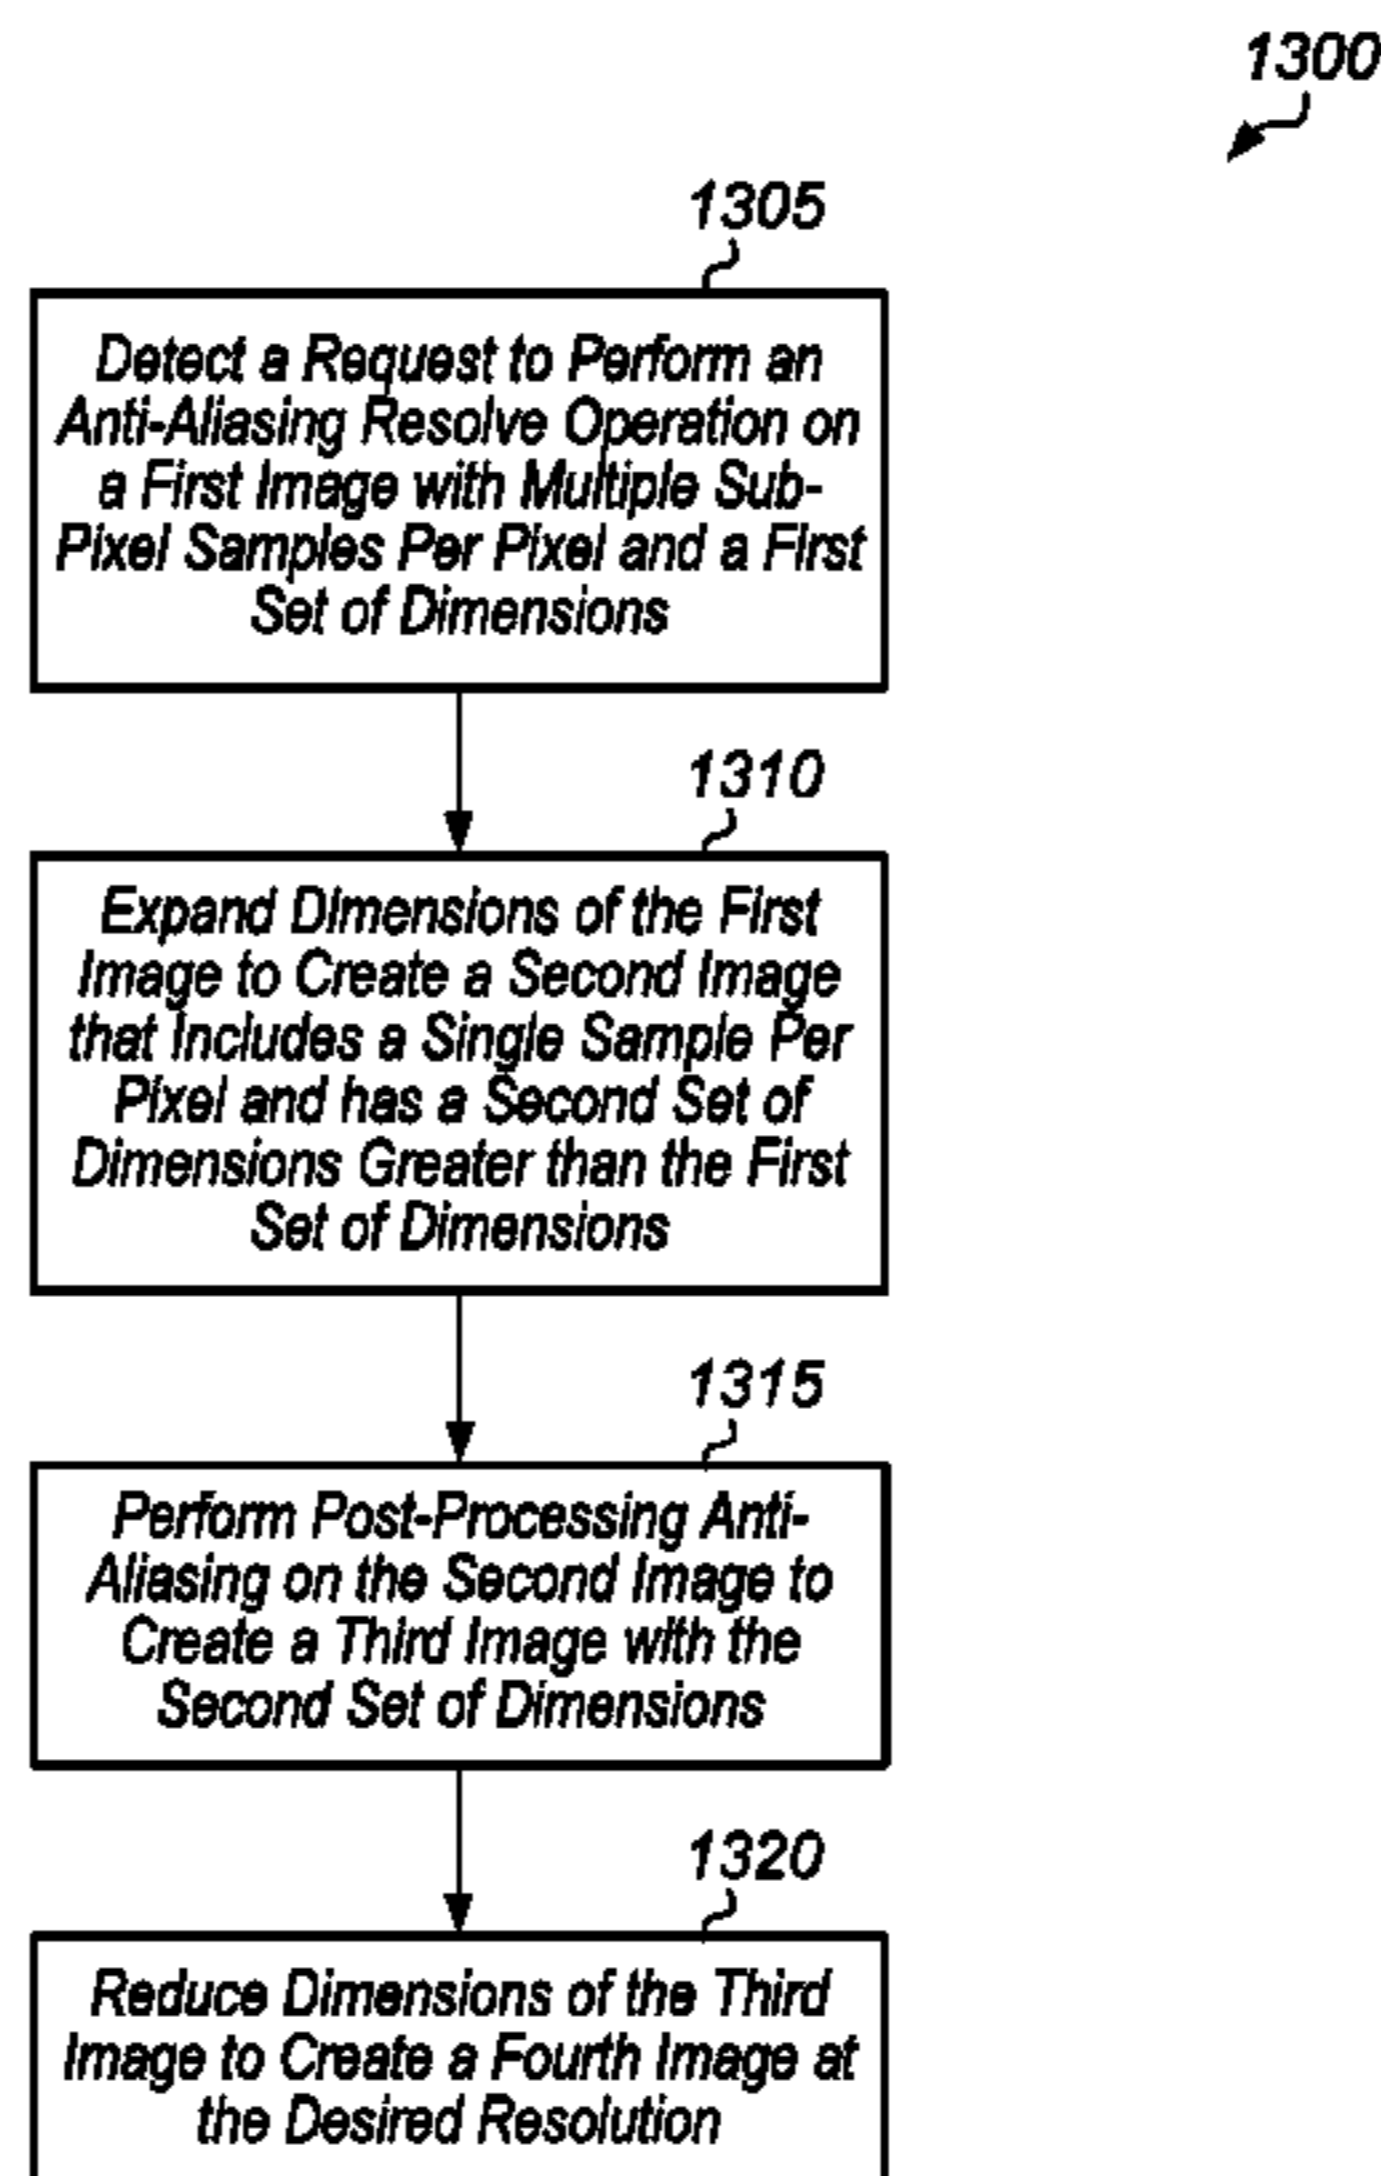 1300
1305
Detect a Request to Perform an
Anti-Aliasing Resolve Operation on
a First Image with Multiple Sub-
Pixel Samples Per Pixel and a First
Set of Dimensions
1310
Expand Dimensions of the First
Image to Create a Second Image
that Includes a Single Sample Per
Pixel and has a Second Set of
Dimensions Greater than the First
Set of Dimensions
1315
Perform Post-Processing Anti-
Aliasing on the Second Image to
Create a Third Image with the
Second Set of Dimensions
1320
Reduce Dimensions of the Third
Image to Create a Fourth Image at
the Desired Resolution